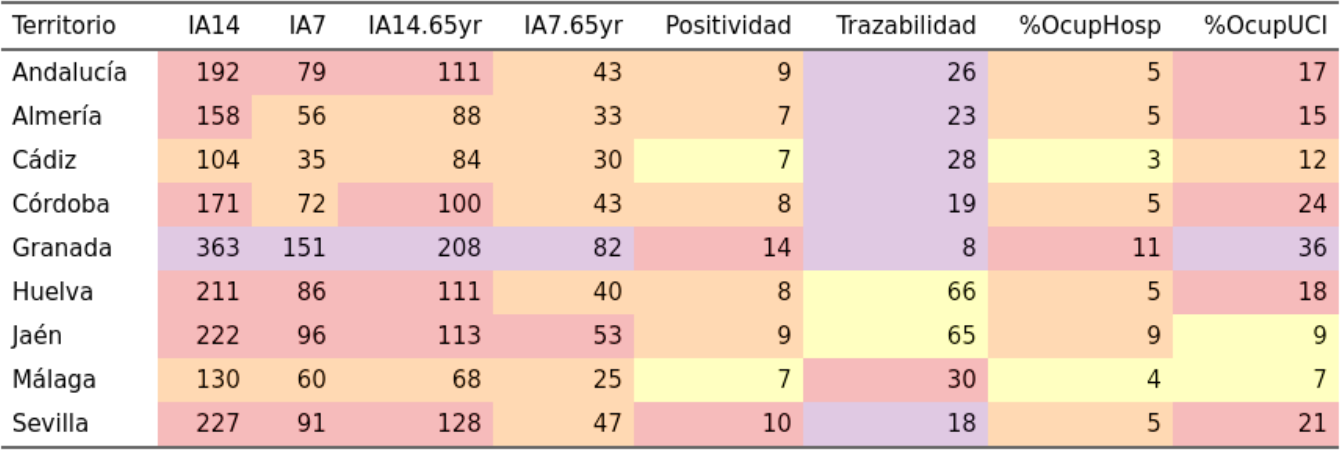 Territorio IA14 IA7 IA14.65yr IA7.65yr Positividad Trazabilidad %OcupHosp %OcupUCI
Andalucía 192 79 111 43 9 26 5 17
Almería 158 56 88 33 7 23 5 15
Cádiz 104 35 84 30 7 28 3 12
Córdoba 171 72 100 43 8 19 5 24
Granada 363 151 208 82 14 8 11 36
Huelva 211 86 111 40 8 66 5 18
Jaén 222 96 113 53 9 65 9 9
Málaga 130 60 68 25 7 30 4 7
Sevilla 227 91 128 47 10 18 5 21